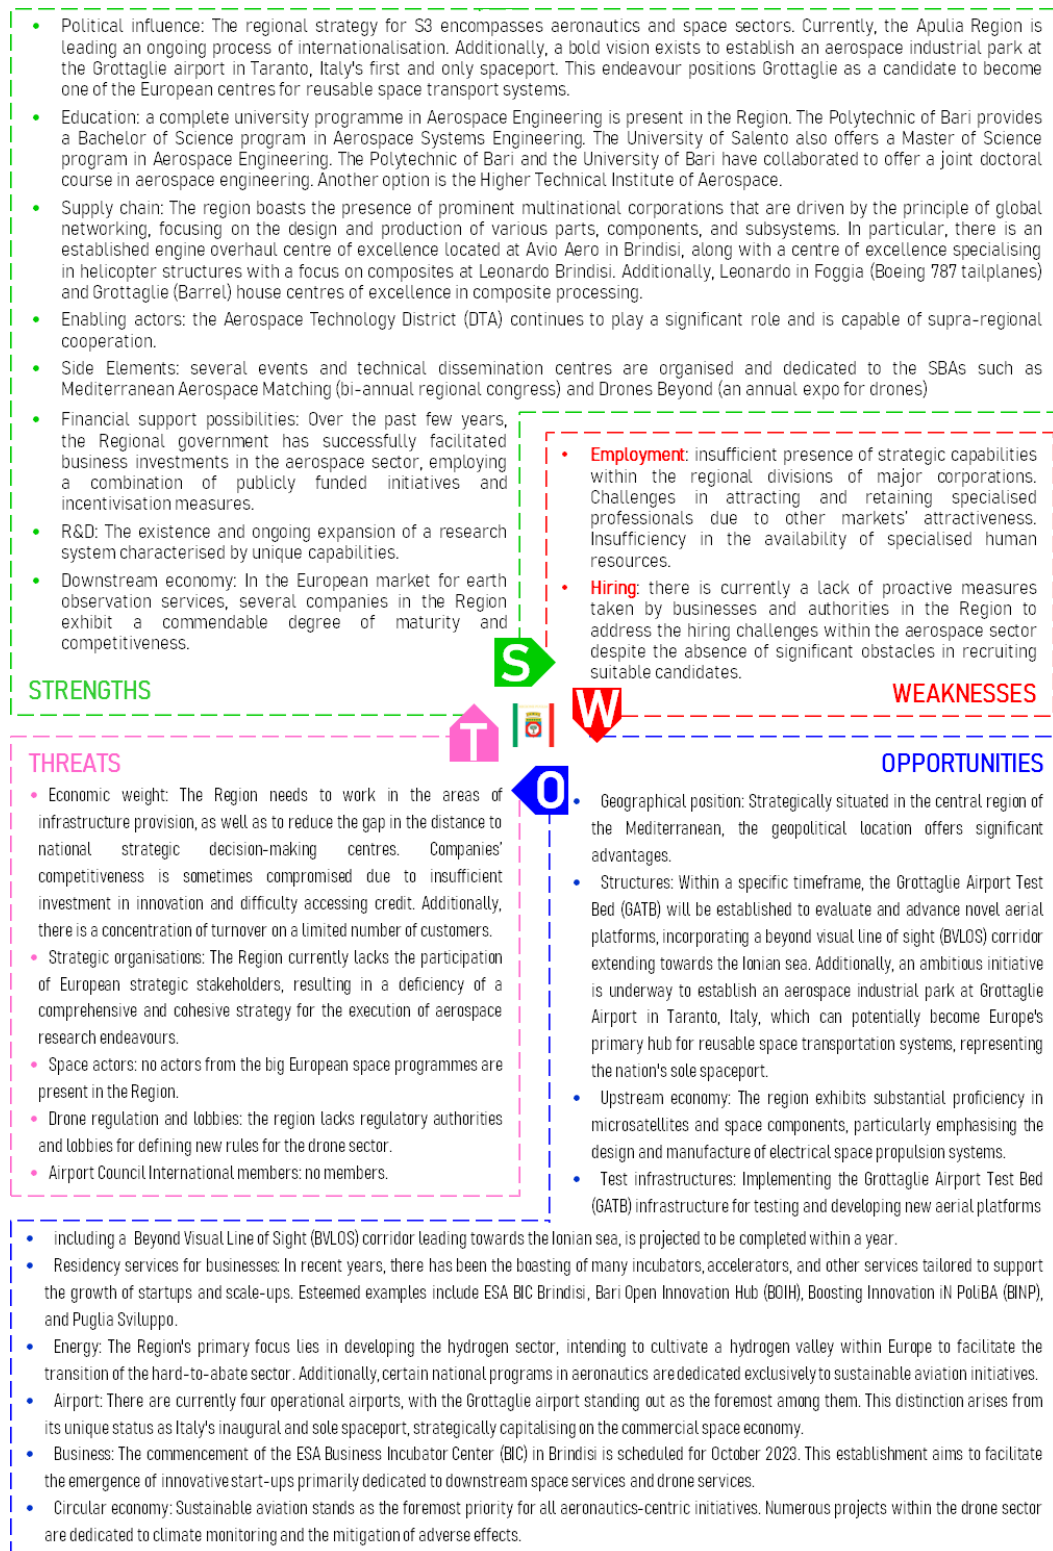 Political influence: The regional strategy for S3 encompasses aeronautics and space sectors. Currently, the Apulia Region is
leading an ongoing process of internationalisation. Additionally, a bold vision exists to establish an aerospace industrial park at
the Grottaglie airport in Taranto, Italy's first and only spaceport. This endeavour positions Grottaglie as a candidate to become
one of the European centres for reusable space transport systems.
Education: a complete university programme in Aerospace Engineering is present in the Region. The Polytechnic of Bari provides
a Bachelor of Science program in Aerospace Systems Engineering. The University of Salento also offers a Master of Science
program in Aerospace Engineering. The Polytechnic of Bari and the University of Bari have collaborated to offer a joint doctoral
course in aerospace engineering. Another option is the Higher Technical Institute of Aerospace.
Supply chain: The region boasts the presence of prominent multinational corporations that are driven by the principle of global
networking, focusing on the design and production of various parts, components, and subsystems. In particular, there is an
established engine overhaul centre of excellence located at Avio Aero in Brindisi, along with a centre of excellence specialising
in helicopter structures with a focus on composites at Leonardo Brindisi. Additionally, Leonardo in Foggia (Boeing 787 tailplanes)
and Grottaglie (Barrel) house centres of excellence in composite processing.
Enabling actors: the Aerospace Technology District (DTA) continues to play a significant role and is capable of supra-regional
cooperation.
Side Elements: several events and technical dissemination centres are organised and dedicated to the SBAs such as
Mediterranean Aerospace Matching (bi-annual regional congress) and Drones Beyond (an annual expo for drones)
Financial support possibilities: Over the past few years,
the Regional government has successfully facilitated
business investments in the aerospace sector, employing
a combination of publicly funded initiatives and
incentivisation measures.
R&D: The existence and ongoing expansion of a research
system characterised by unique capabilities.
Downstream economy: In the European market for earth
observation services, several companies in the Region
exhibit a commendable degree of maturity and
competitiveness.
STRENGTHS
S
Employment: insufficient presence of strategic capabilities
within the regional divisions of major corporations.
Challenges in attracting and retaining specialised
professionals due to other markets' attractiveness.
Insufficiency in the availability of specialised human
resources.
Hiring: there is currently a lack of proactive measures
taken by businesses and authorities in the Region to
address the hiring challenges within the aerospace sector
despite the absence of significant obstacles in recruiting
suitable candidates.
WEAKNESSES
W
T
THREATS
Economic weight: The Region needs to work in the areas of
infrastructure provision, as well as to reduce the gap in the distance to
national strategic decision-making centres. Companies'
competitiveness is sometimes compromised due to insufficient
investment in innovation and difficulty accessing credit. Additionally,
there is a concentration of turnover on a limited number of customers.
Strategic organisations: The Region currently lacks the participation
of European strategic stakeholders, resulting in a deficiency of a
comprehensive and cohesive strategy for the execution of aerospace
research endeavours.
Space actors: no actors from the big European space programmes are
present in the Region.
Drone regulation and lobbies: the region lacks regulatory authorities
and lobbies for defining new rules for the drone sector.
Airport Council International members: no members.
O
OPPORTUNITIES
Geographical position: Strategically situated in the central region of
the Mediterranean, the geopolitical location offers significant
advantages.
Structures: Within a specific timeframe, the Grottaglie Airport Test
Bed (GATB) will be established to evaluate and advance novel aerial
platforms, incorporating a beyond visual line of sight (BVLOS) corridor
extending towards the Ionian sea. Additionally, an ambitious initiative
is underway to establish an aerospace industrial park at Grottaglie
Airport in Taranto, Italy, which can potentially become Europe's
primary hub for reusable space transportation systems, representing
the nation's sole spaceport.
Upstream economy: The region exhibits substantial proficiency in
microsatellites and space components, particularly emphasising the
design and manufacture of electrical space propulsion systems.
Test infrastructures: Implementing the Grottaglie Airport Test Bed
(GATB) infrastructure for testing and developing new aerial platforms
including a Beyond Visual Line of Sight (BVLOS) corridor leading towards the Ionian sea, is projected to be completed within a year.
Residency services for businesses: In recent years, there has been the boasting of many incubators, accelerators, and other services tailored to support
the growth of startups and scale-ups. Esteemed examples include ESA BIC Brindisi, Bari Open Innovation Hub (BOIH), Boosting Innovation iN PoliBA (BINP),
and Puglia Sviluppo.
Energy: The Region's primary focus lies in developing the hydrogen sector, intending to cultivate a hydrogen valley within Europe to facilitate the
transition of the hard-to-abate sector. Additionally, certain national programs in aeronautics are dedicated exclusively to sustainable aviation initiatives.
Airport: There are currently four operational airports, with the Grottaglie airport standing out as the foremost among them. This distinction arises from
its unique status as Italy's inaugural and sole spaceport, strategically capitalising on the commercial space economy.
Business: The commencement of the ESA Business Incubator Center (BIC) in Brindisi is scheduled for October 2023. This establishment aims to facilitate
the emergence of innovative start-ups primarily dedicated to downstream space services and drone services.
Circular economy: Sustainable aviation stands as the foremost priority for all aeronautics-centric initiatives. Numerous projects within the drone sector
are dedicated to climate monitoring and the mitigation of adverse effects.